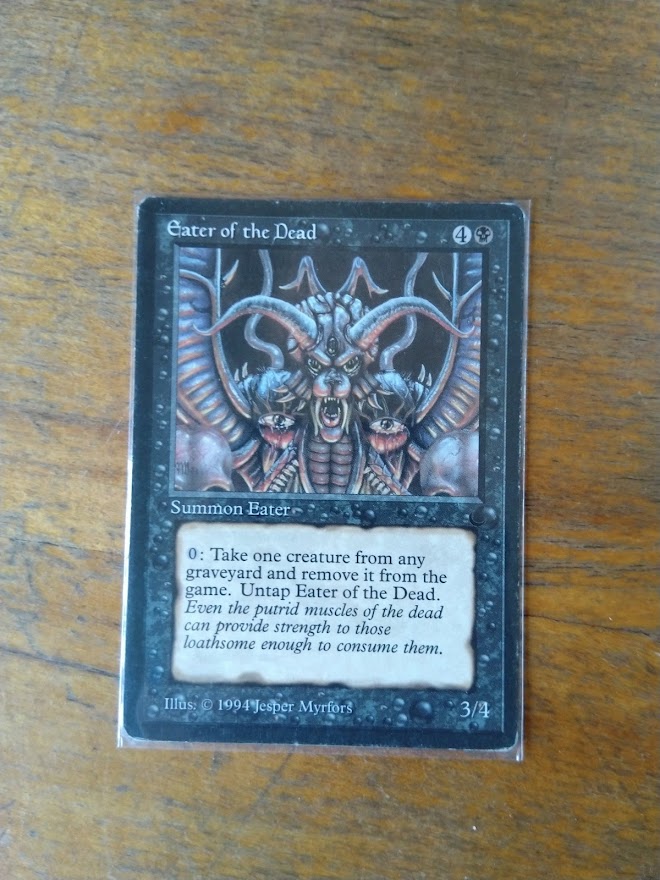 Eater of the Dead 4
Summon Eater
0: Take one creature from any
graveyard and remove it from the
game. Untap Eater of the Dead.
Even the putrid muscles of the dead
can provide strength to those
loathsome enough to consume them.
Illus. © 1994 Jesper Myrfors 3/4